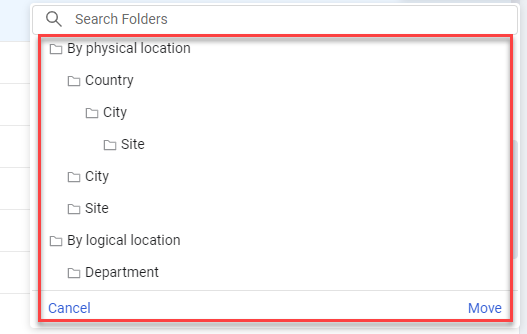 Search Folders
By physical location
Country
City
Site
City
Site
By logical location
Department
Cancel Move